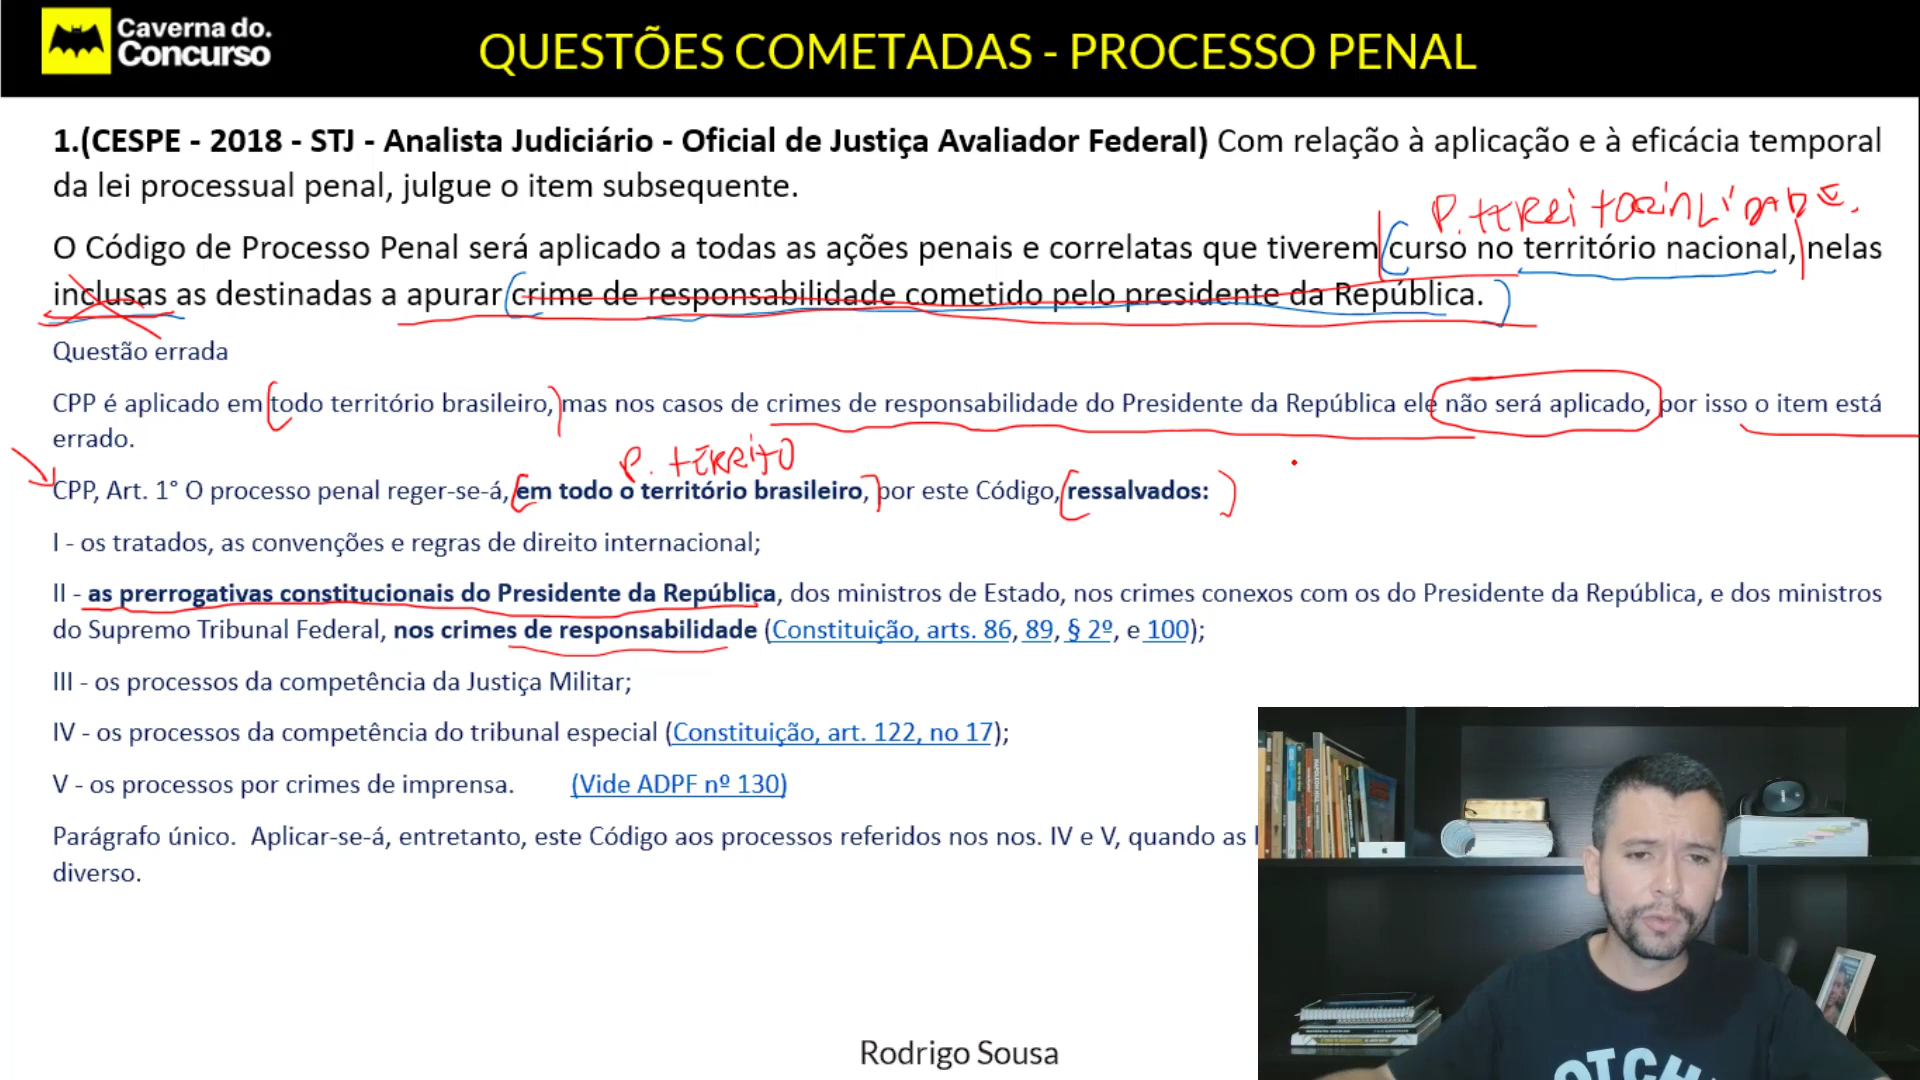 Caverna do.
Concurso
QUESTÕES COMETADAS - PROCESSO PENAL
1.(CESPE - 2018 - STJ - Analista Judiciário - Oficial de Justiça Avaliador Federal) Com relação à aplicação e à eficácia temporal
da lei processual penal, julgue o item subsequente.
P. TERRITORIALIDADE.
O Código de Processo Penal será aplicado a todas as ações penais e correlatas que tiverem curso no território nacional, nelas
inclusas as destinadas a apurar crime de responsabilidade cometido pelo presidente da República.
Questão errada
CPP é aplicado em todo território brasileiro, mas nos casos de crimes de responsabilidade do Presidente da República ele não será aplicado, por isso o item está
errado.
P. TERRITO
CPP, Art. 1° O processo penal reger-se-á, em todo o território brasileiro, por este Código, ressalvados:
I - os tratados, as convenções e regras de direito internacional;
II - as prerrogativas constitucionais do Presidente da República, dos ministros de Estado, nos crimes conexos com os do Presidente da República, e dos ministros
do Supremo Tribunal Federal, nos crimes de responsabilidade (Constituição, arts. 86, 89, § 2º, e 100);
III - os processos da competência da Justiça Militar;
IV - os processos da competência do tribunal especial (Constituição, art. 122, no 17);
V - os processos por crimes de imprensa. (Vide ADPF nº 130)
Parágrafo único. Aplicar-se-á, entretanto, este Código aos processos referidos nos nos. IV e V, quando as
diverso.
Rodrigo Sousa